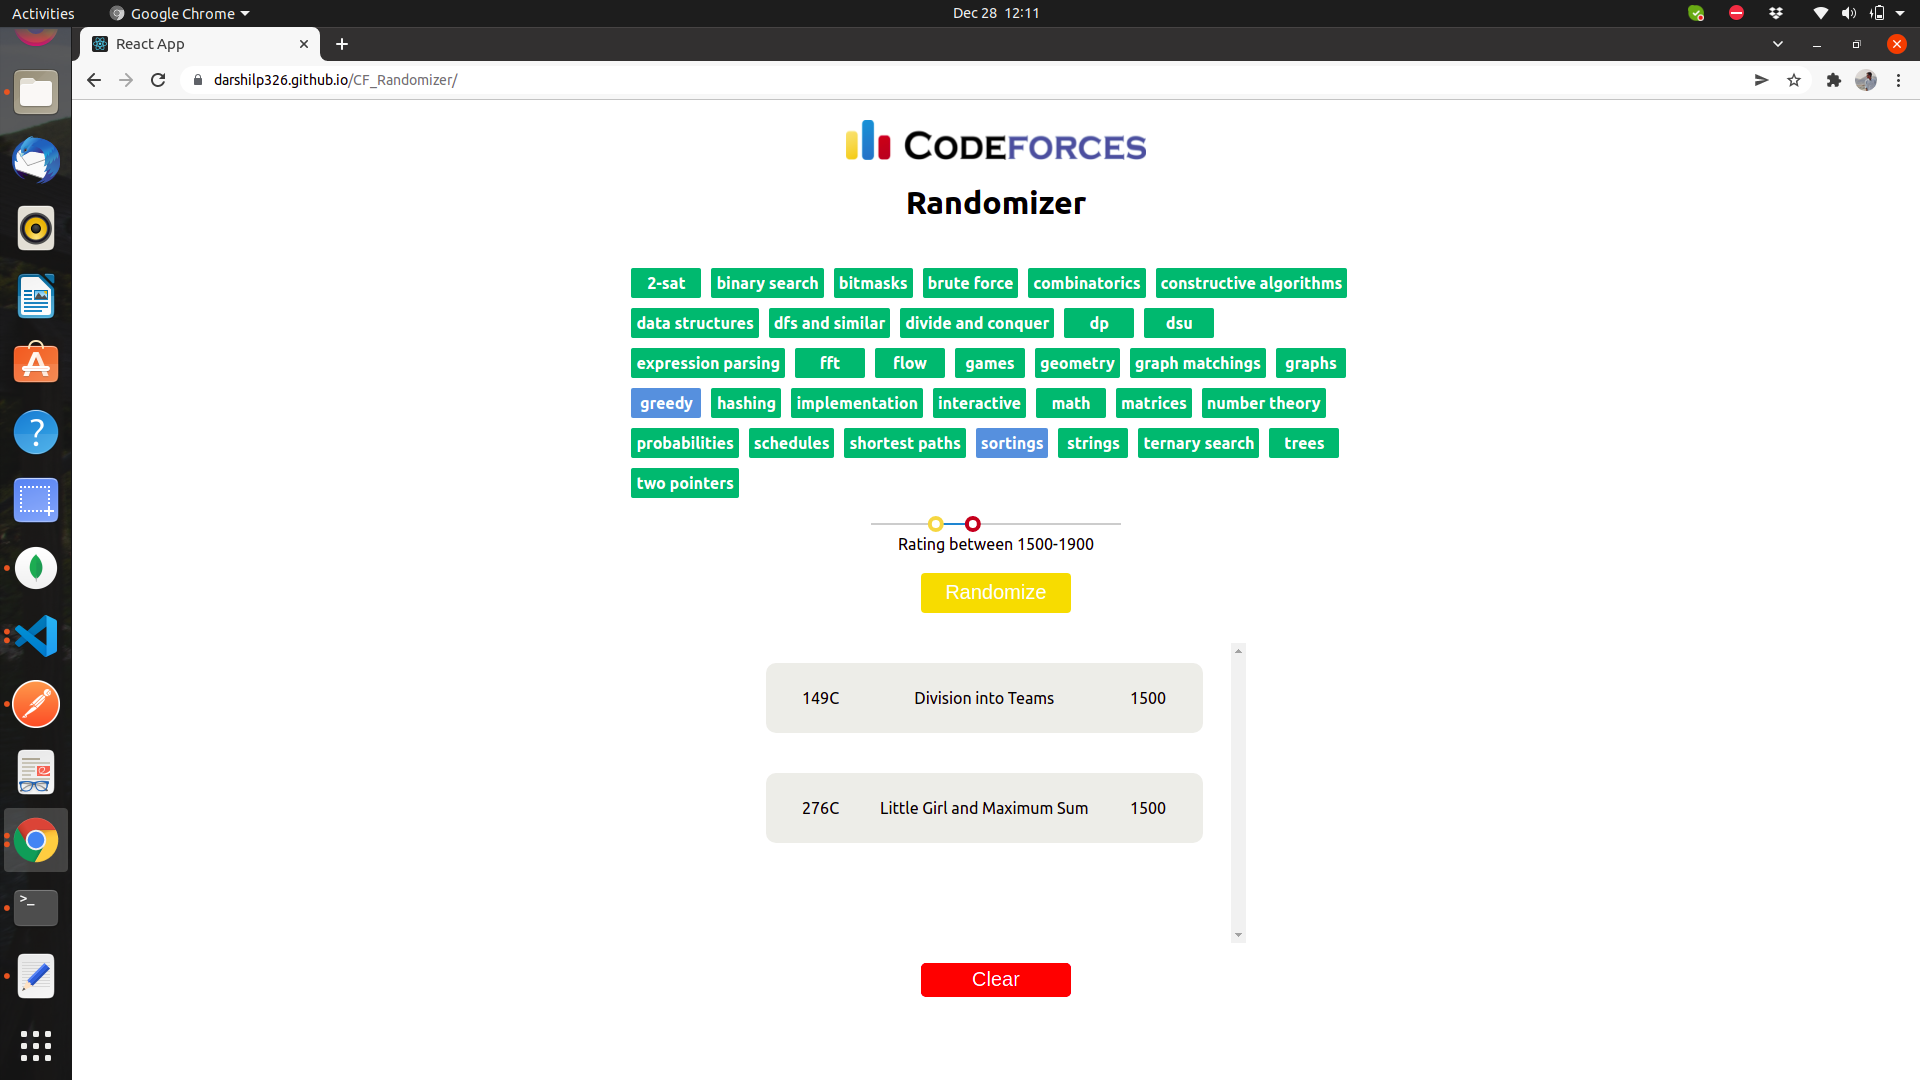 Activities Google Chrome Dec 28 12:11
React App
darshilp326.github.io/CF_Randomizer/
CODEFORCES
Randomizer
2-sat binary search bitmasks brute force combinatorics constructive algorithms
data structures dfs and similar divide and conquer dp dsu
expression parsing fft flow games geometry graph matchings graphs
greedy hashing implementation interactive math matrices number theory
probabilities schedules shortest paths sortings strings ternary search trees
two pointers
Rating between 1500-1900
Randomize
149C Division into Teams 1500
276C Little Girl and Maximum Sum 1500
Clear